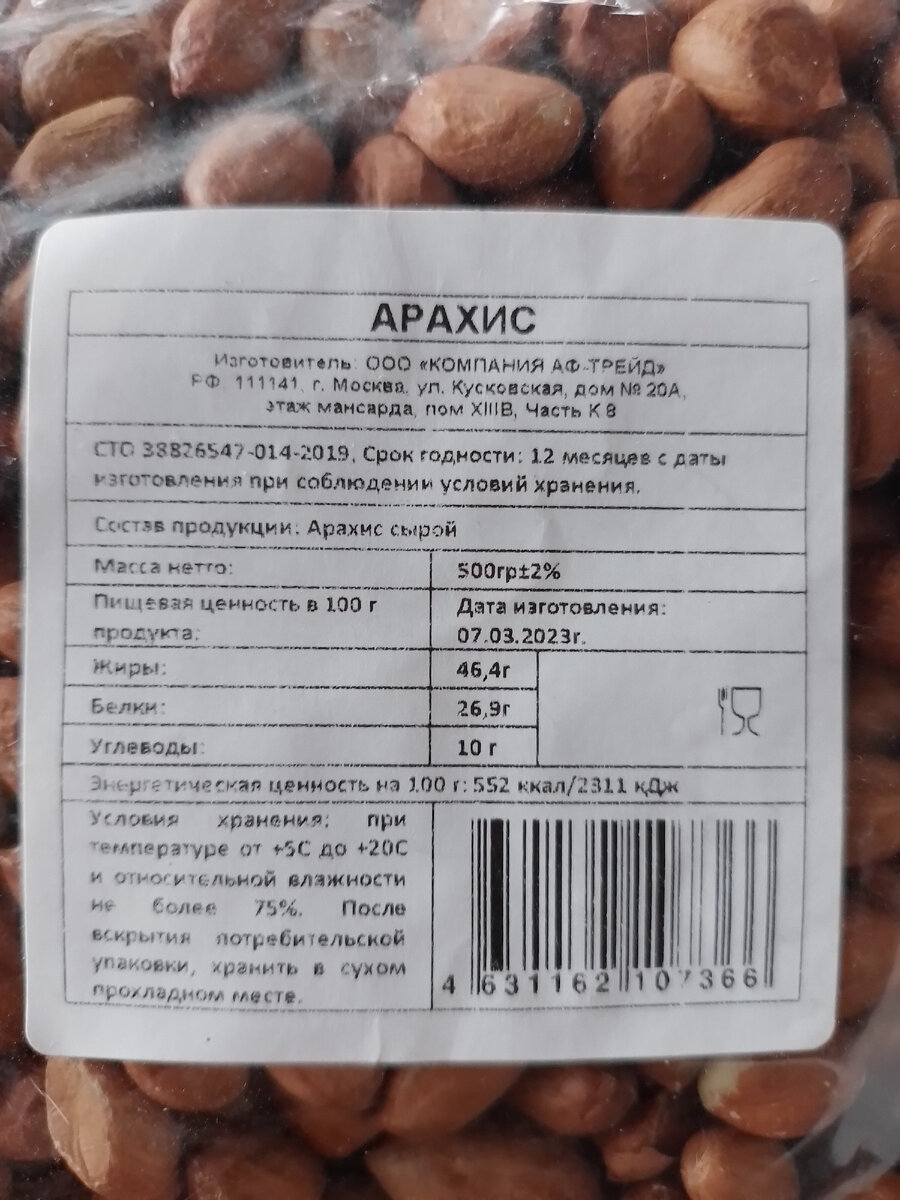 АРАХИС
Изготовитель: ООО «КОМПАНИЯ АФ-ТРЕЙД»
РФ, 111141, г. Москва, ул. Кусковская, дом № 20А,
этаж мансарда, пом XIIIВ, Часть К 8
СТО 38826547-014-2019, Срок годности: 12 месяцев с даты
изготовления при соблюдении условий хранения.
Состав продукции: Арахис сырой
Масса нетто: 500гр±2%
Пищевая ценность в 100 г
продукта:
Дата изготовления:
07.03.2023г.
Жиры: 46,4г
Белки: 26,9г
Углеводы: 10 г
Энергетическая ценность на 100 г: 552 ккал/2311 кДж
Условия хранения: при
температуре от +5С до +20С
и относительной влажности
не более 75%. После
вскрытия потребительской
упаковки, хранить в сухом
прохладном месте.
4 631162 107366